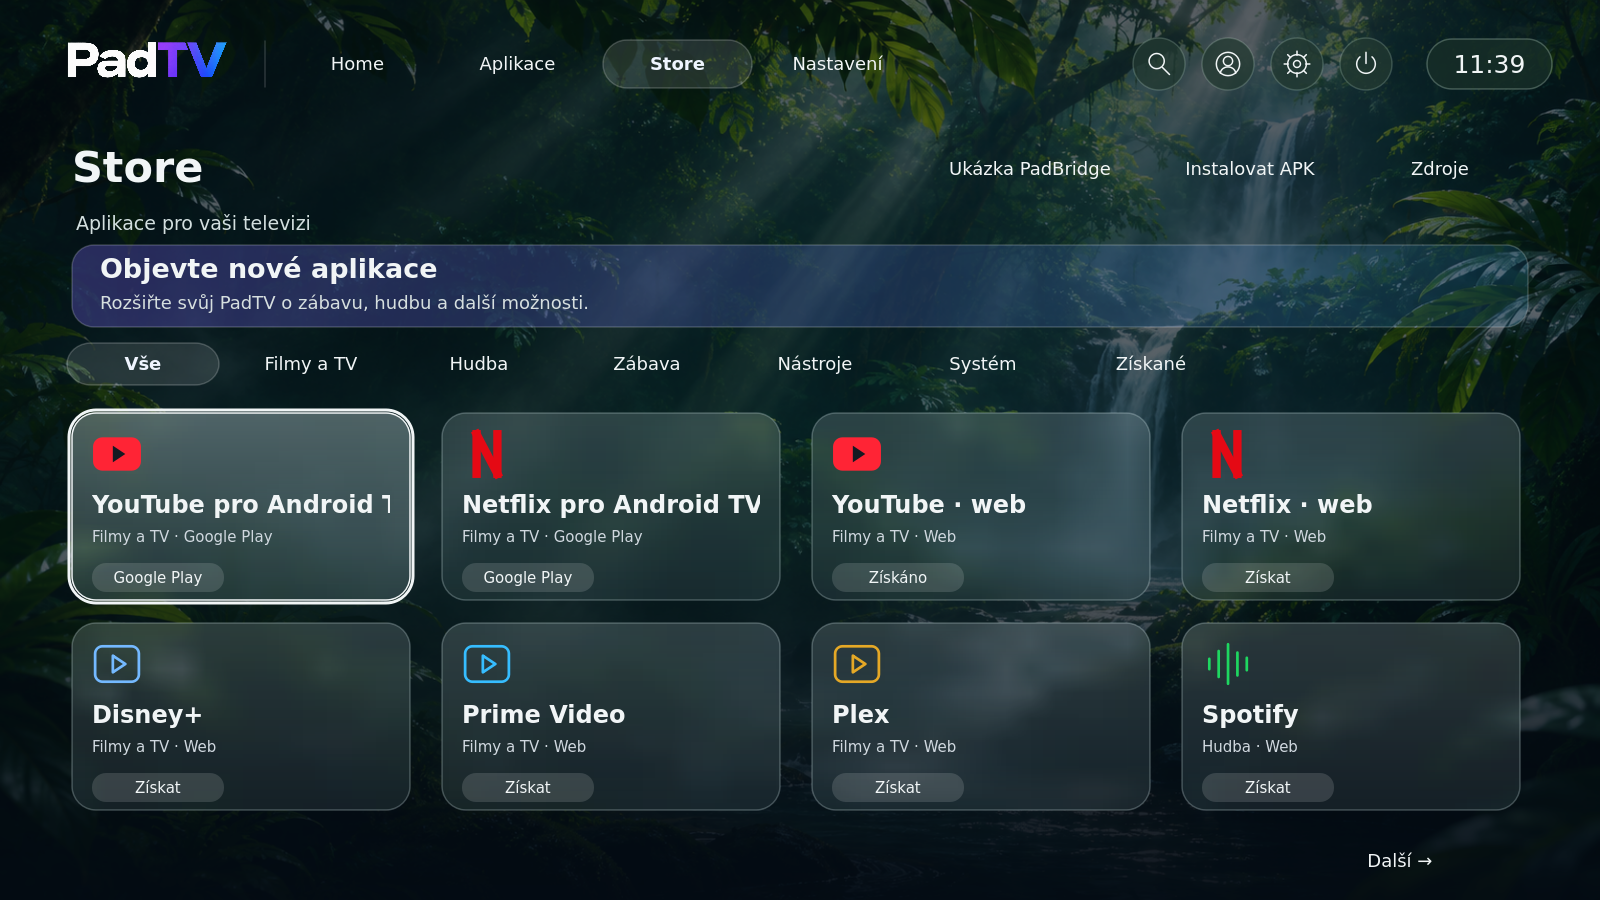 PadTV
Home
Aplikace
Store
Nastavení
11:39
Store
Ukázka PadBridge
Instalovat APK
Zdroje
Aplikace pro vaši televizi
Objevte nové aplikace
Rozšiřte svůj PadTV o zábavu, hudbu a další možnosti.
Vše
Filmy a TV
Hudba
Zábava
Nástroje
Systém
Získané
YouTube pro Android T
Filmy a TV · Google Play
Google Play
N
Netflix pro Android TV
Filmy a TV · Google Play
Google Play
YouTube · web
Filmy a TV · Web
Získáno
N
Netflix · web
Filmy a TV · Web
Získat
Disney+
Filmy a TV · Web
Získat
Prime Video
Filmy a TV · Web
Získat
Plex
Filmy a TV · Web
Získat
Spotify
Hudba · Web
Získat
Další →